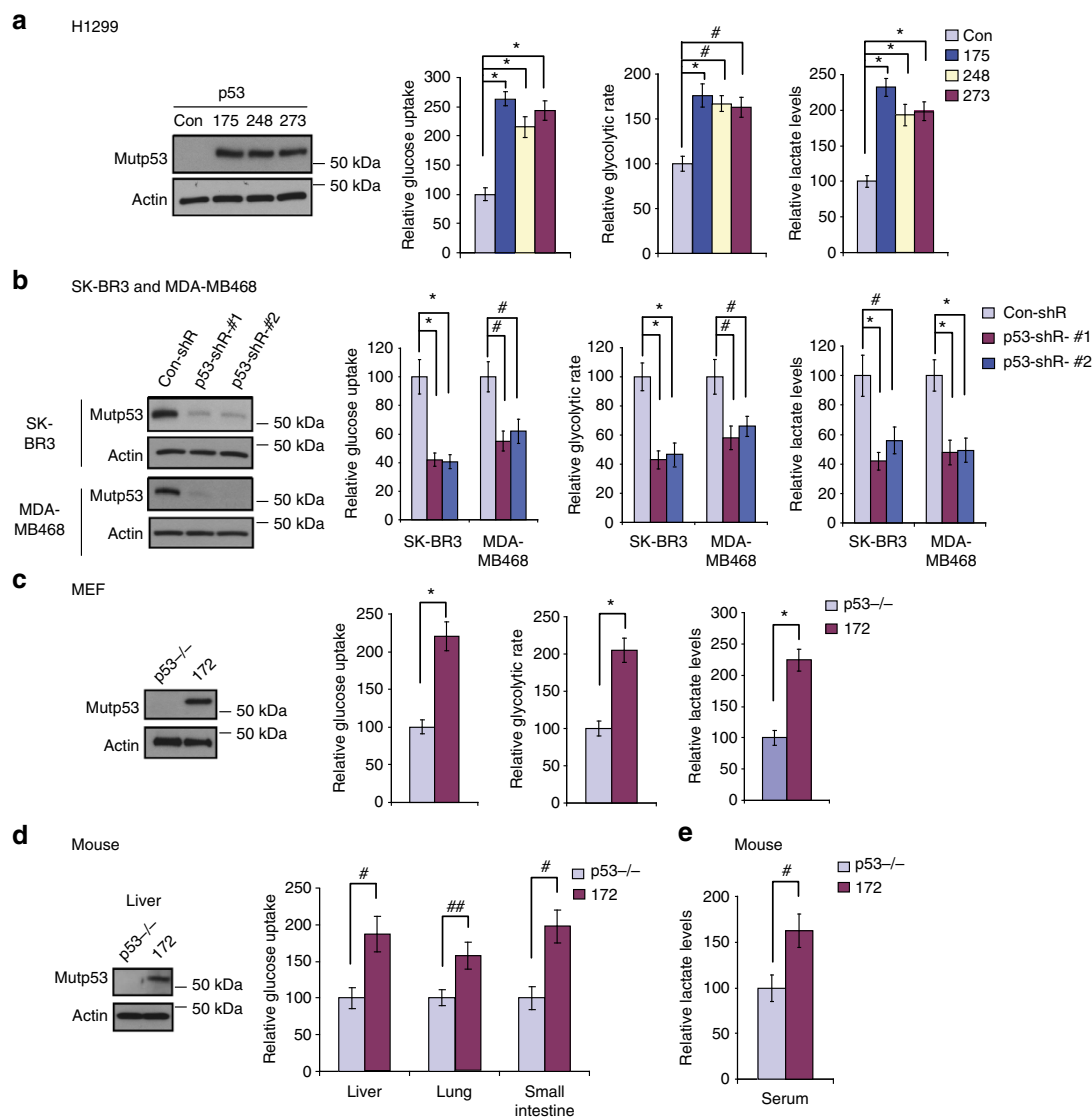 a
H1299
p53
Con 175 248 273
Mutp53
50 kDa
50 kDa
Actin
Relative glucose uptake
300
250
200
150
100
50
0
*
*
*
Relative glycolytic rate
200
150
100
50
0
#
#
*
Relative lactate levels
250
200
150
100
50
0
*
*
*
Con
175
248
273
b
SK-BR3 and MDA-MB468
Con-shR
p53-shR-#1
p53-shR-#2
SK-
BR3
Mutp53
50 kDa
50 kDa
Actin
MDA-
MB468
Mutp53
50 kDa
50 kDa
Actin
Relative glucose uptake
120
100
80
60
40
20
0
*
*
#
#
SK-BR3
MDA-
MB468
Relative glycolytic rate
120
100
80
60
40
20
0
*
*
#
#
SK-BR3
MDA-
MB468
Relative lactate levels
120
100
80
60
40
20
0
#
*
*
*
SK-BR3
MDA-
MB468
Con-shR
p53-shR- #1
p53-shR- #2
c
MEF
p53–/–
172
Mutp53
50 kDa
50 kDa
Actin
Relative glucose uptake
250
200
150
100
50
0
*
Relative glycolytic rate
250
200
150
100
50
0
*
Relative lactate levels
300
250
200
150
100
50
0
*
p53–/–
172
d
Mouse
Liver
p53–/–
172
Mutp53
50 kDa
50 kDa
Actin
Relative glucose uptake
250
200
150
100
50
0
#
##
#
Liver
Lung
Small
intestine
p53–/–
172
e
Mouse
Relative lactate levels
200
150
100
50
0
#
Serum
p53–/–
172